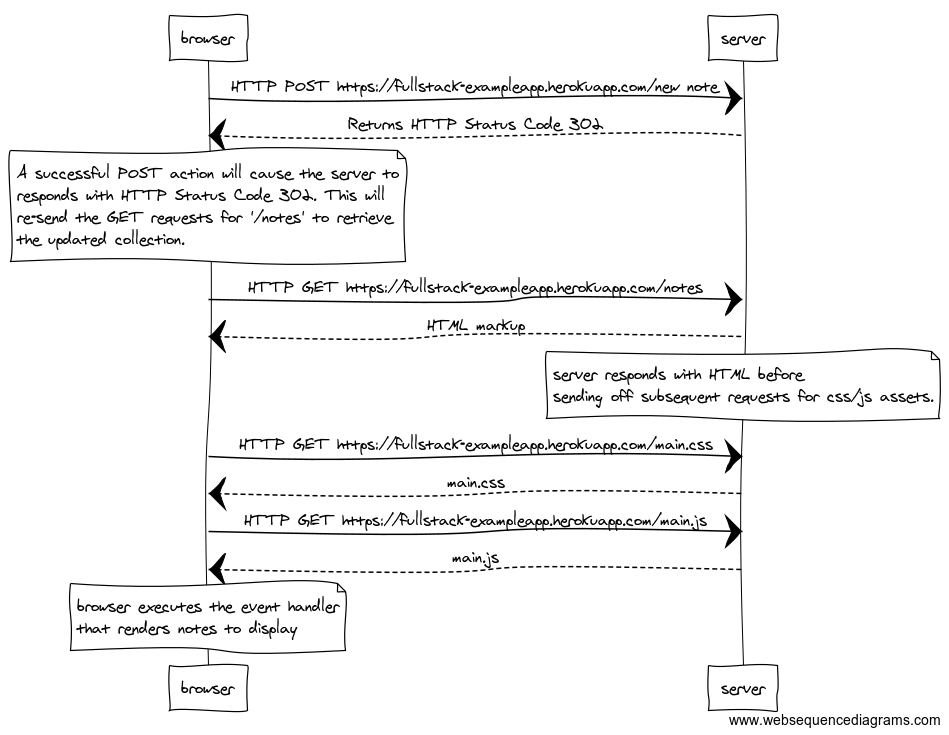 browser
server
HTTP POST https://fullstack-exampleapp.herokuapp.com/new note
Returns HTTP Status Code 302
A successful POST action will cause the server to
responds with HTTP Status Code 302. This will
re-send the GET requests for '/notes' to retrieve
the updated collection.
HTTP GET https://fullstack-exampleapp.herokuapp.com/notes
HTML markup
server responds with HTML before
sending off subsequent requests for css/js assets.
HTTP GET https://fullstack-exampleapp.herokuapp.com/main.css
main.css
HTTP GET https://fullstack-exampleapp.herokuapp.com/main.js
main.js
browser executes the event handler
that renders notes to display
browser
server
www.websequencediagrams.com